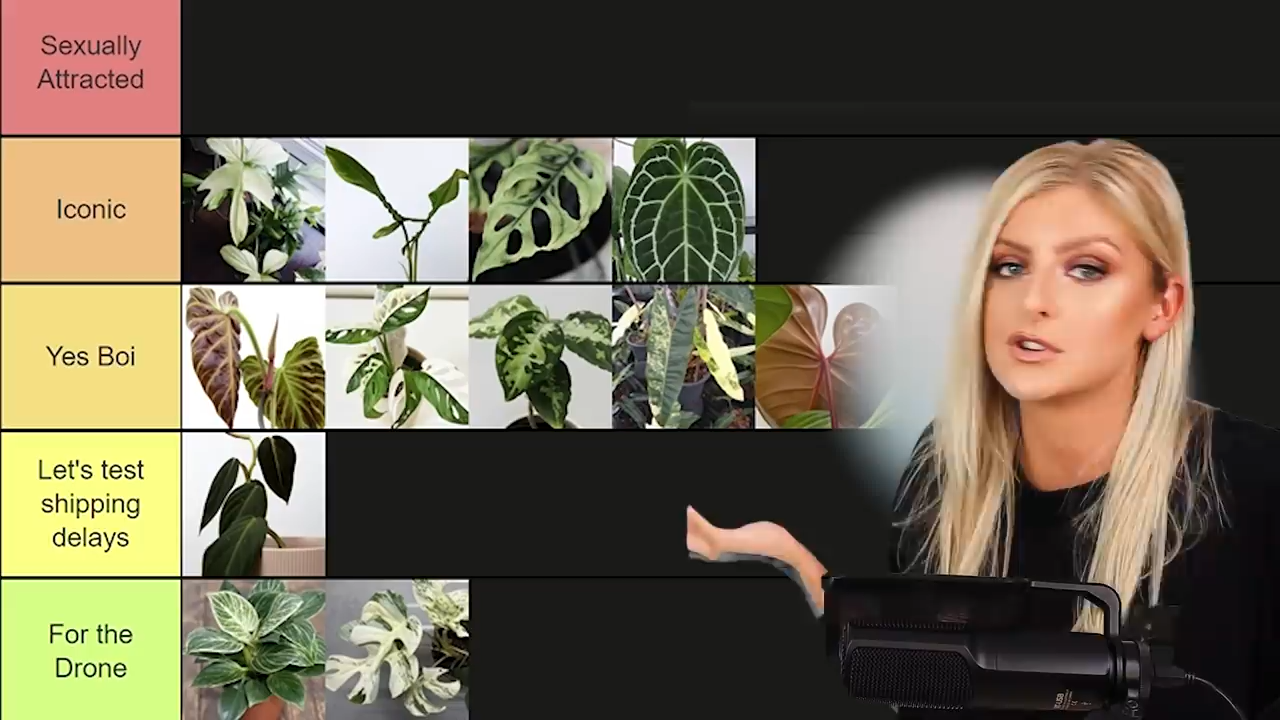 Sexually
Attracted
Iconic
Yes Boi
Let's test
shipping
delays
For the
Drone